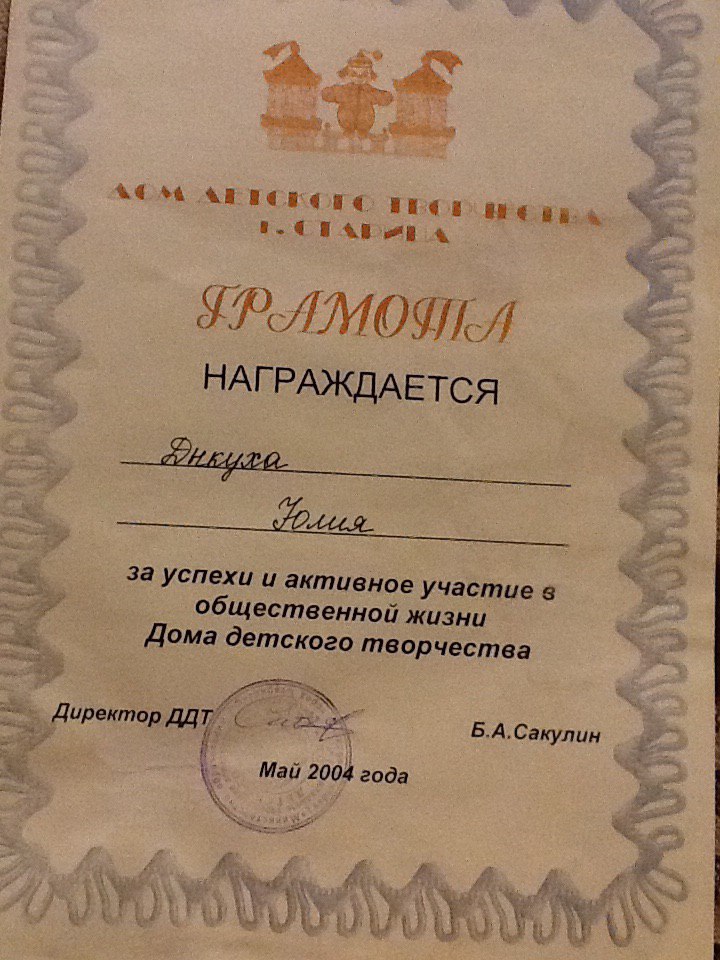 ДОМ ДЕТСКОГО ТВОРЧЕСТВА
г. СТАРИЦА
ГРАМОТА
НАГРАЖДАЕТСЯ
Днкуха
Юлия
за успехи и активное участие в
общественной жизни
Дома детского творчества
Директор ДДТ
Б.А.Сакулин
Май 2004 года